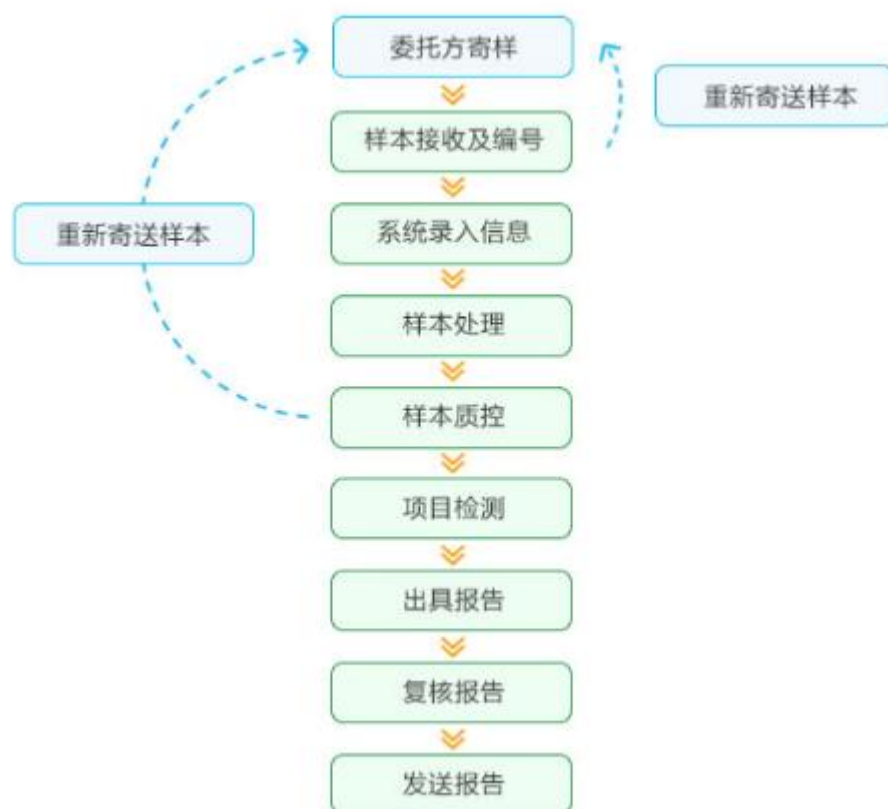 委托方寄样
重新寄送样本
样本接收及编号
重新寄送样本
系统录入信息
样本处理
样本质控
项目检测
出具报告
复核报告
发送报告